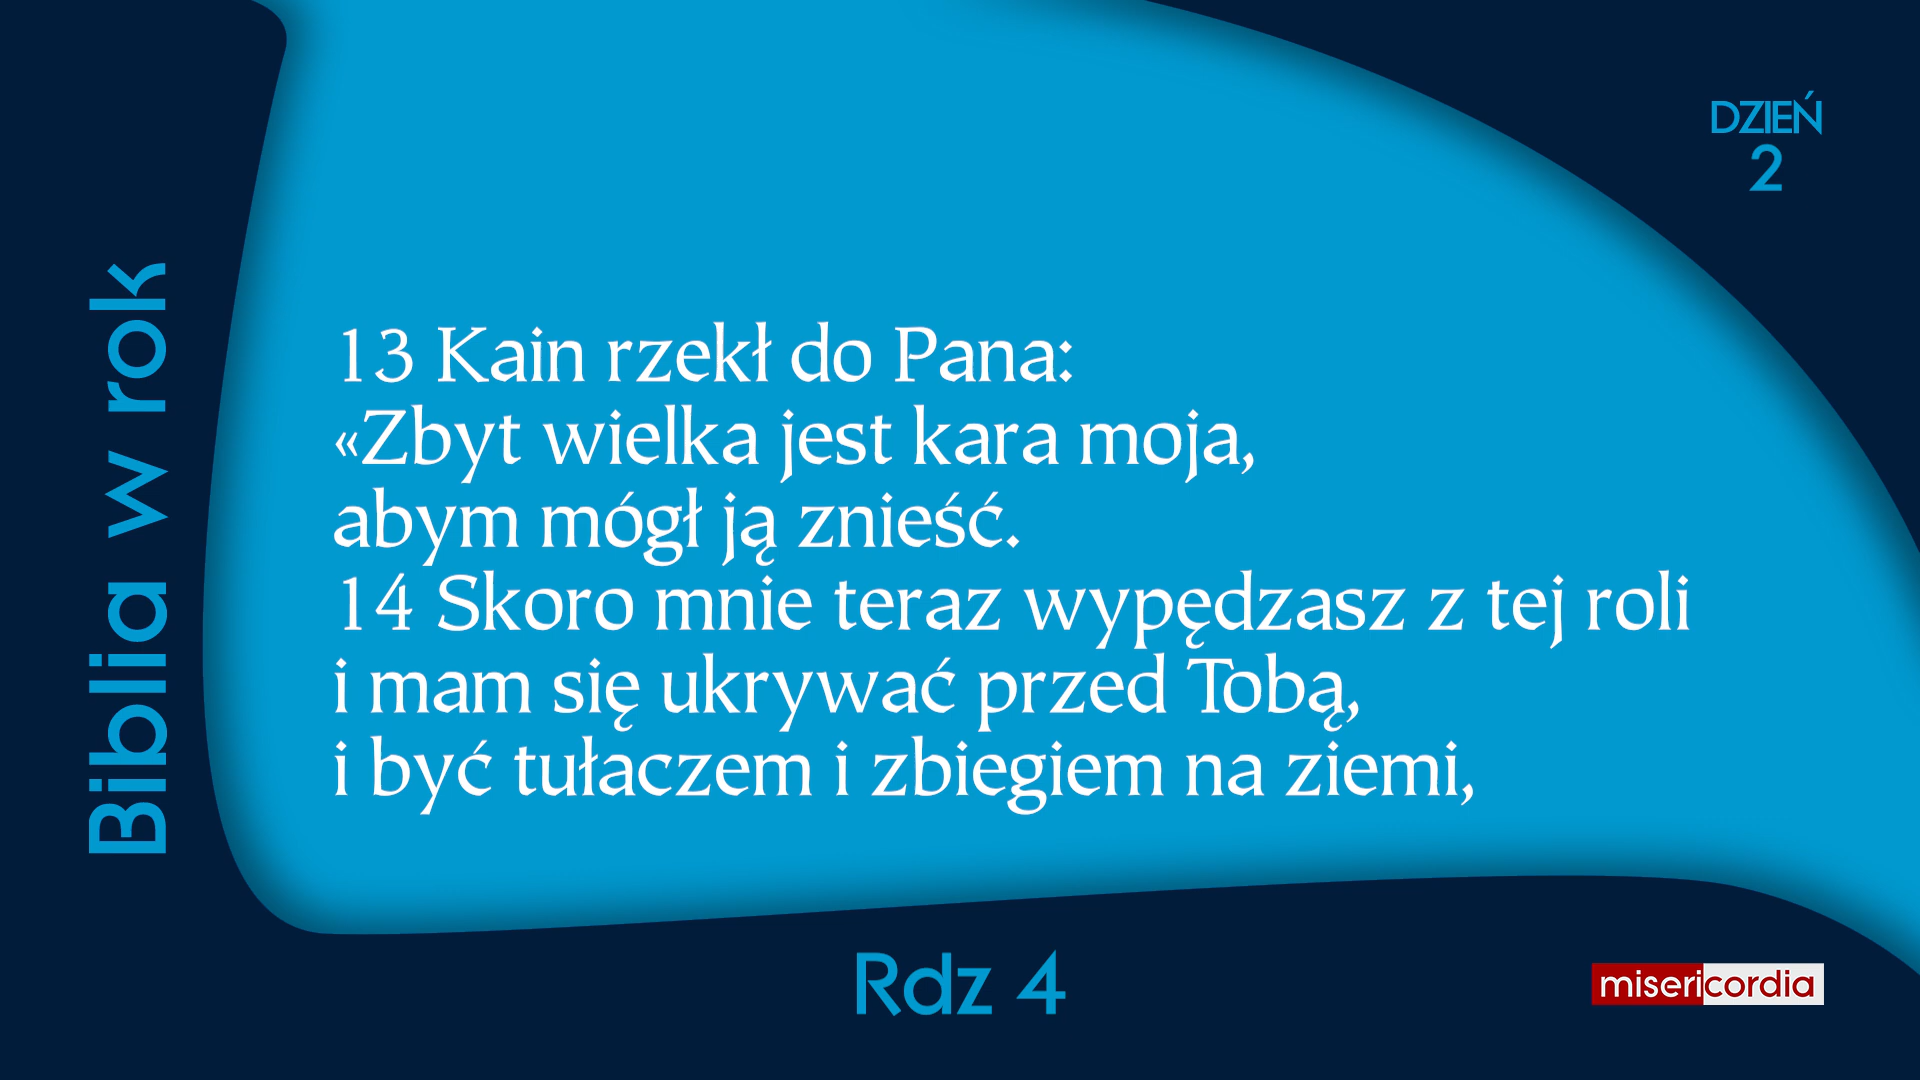 DZIEŃ
2
Biblia w rok
13 Kain rzekł do Pana:
«Zbyt wielka jest kara moja,
abym mógł ją znieść.
14 Skoro mnie teraz wypędzasz z tej roli
i mam się ukrywać przed Tobą,
i być tułaczem i zbiegiem na ziemi,
Rdz 4
misericordia